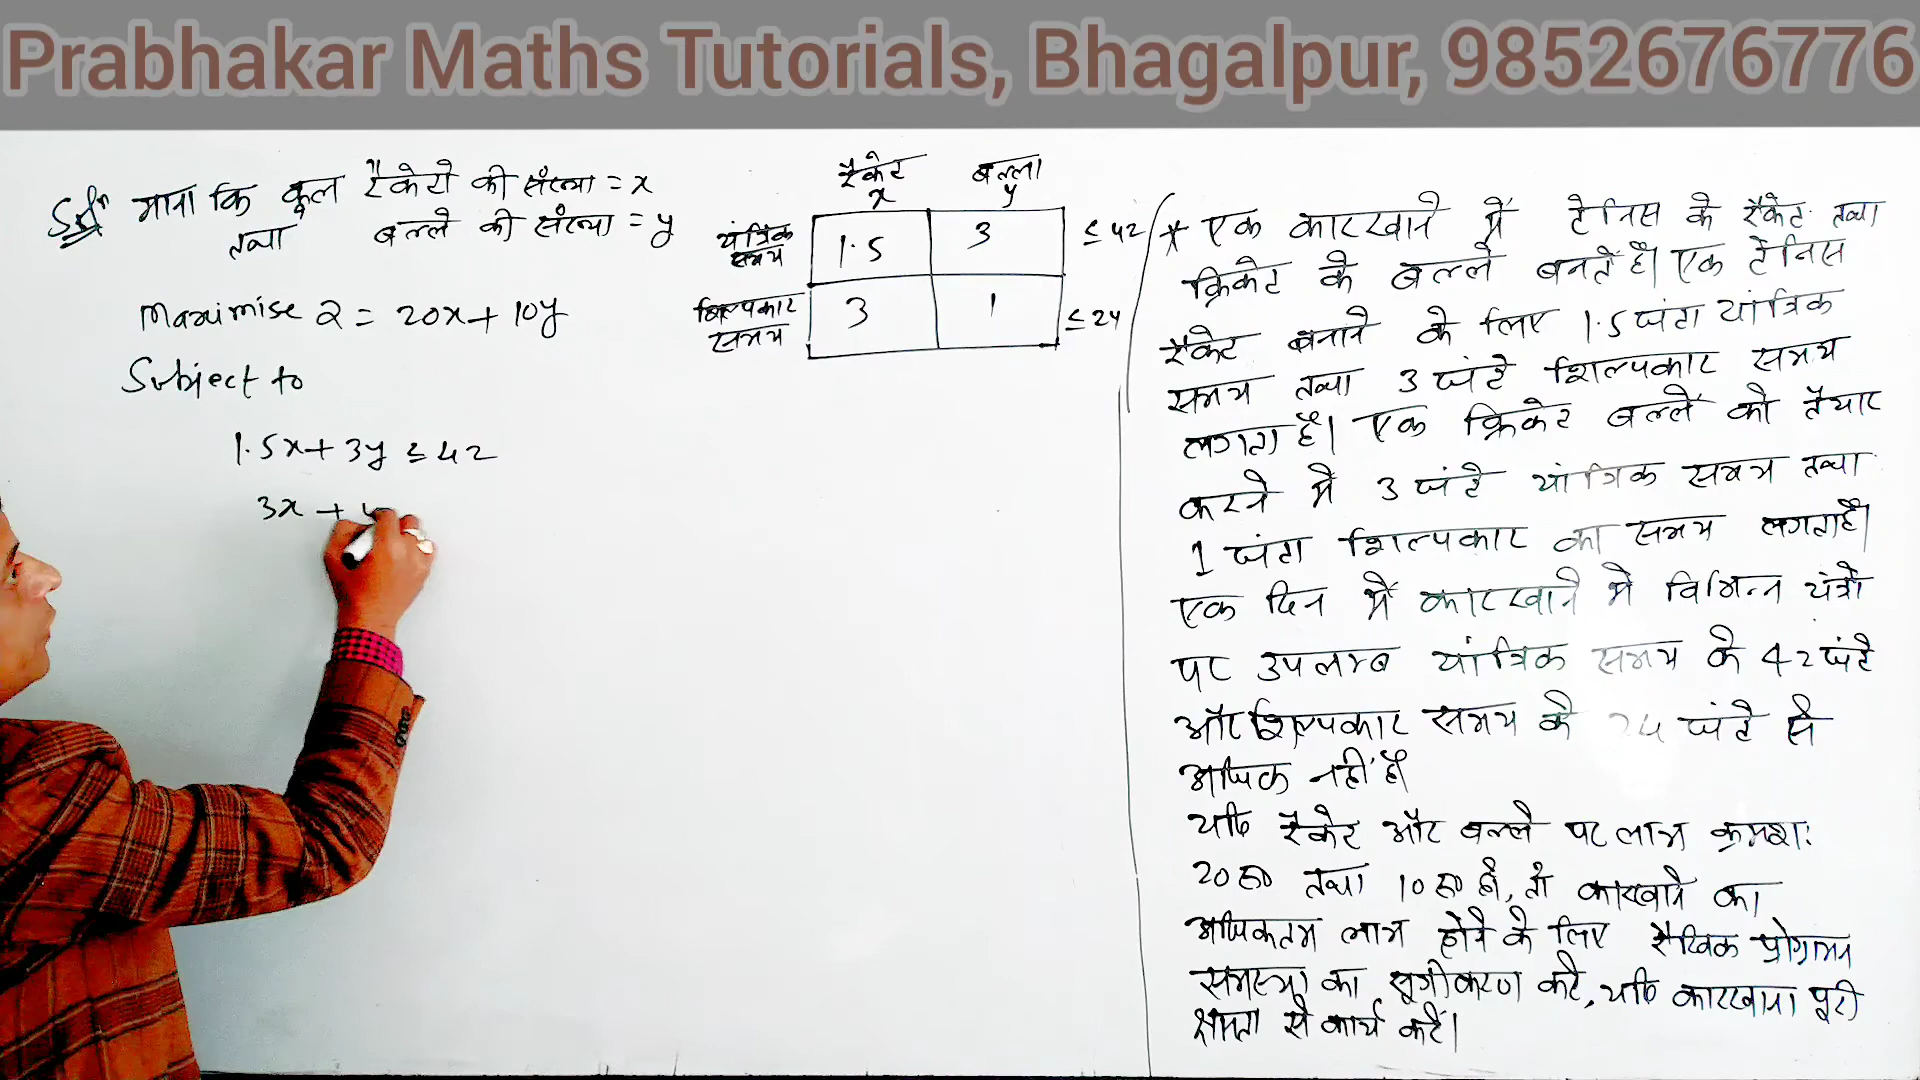 Prabhakar Maths Tutorials, Bhagalpur, 9852676776
Solⁿ माना कि कुल रैकेटो की संख्या = x
तथा बल्ले की संख्या = y
Maximise Z = 20x + 10y
Subject to
1.5x + 3y ≤ 42
3x + y
रैकेट बल्ला
x y
यांत्रिक समय 1.5 3 ≤ 42
शिल्पकार समय 3 1 ≤ 24
* एक कारखाने में टेनिस के रैकेट तथा
क्रिकेट के बल्ले बनते हैं। एक टेनिस
रैकेट बनाने के लिए 1.5 घंटा यांत्रिक
समय तथा 3 घंटे शिल्पकार समय
लगता है। एक क्रिकेट बल्ले को तैयार
करने मे 3 घंटे यांत्रिक समय तथा
1 घंटा शिल्पकार का समय लगता है।
एक दिन में कारखाने मे विभिन्न यंत्रो
पर उपलब्ध यांत्रिक समय के 42 घंटे
और शिल्पकार समय के 24 घंटे से
अधिक नहीं हैं
यदि रैकेट और बल्ले पर लाभ क्रमशः
20 रू0 तथा 10 रू0 हो, तो कारखाने का
अधिकतम लाभ होने के लिए रैखिक प्रोग्रामन
समस्या का सूत्रीकरण करे, यदि कारखाना पूरी
क्षमता से कार्य करें।